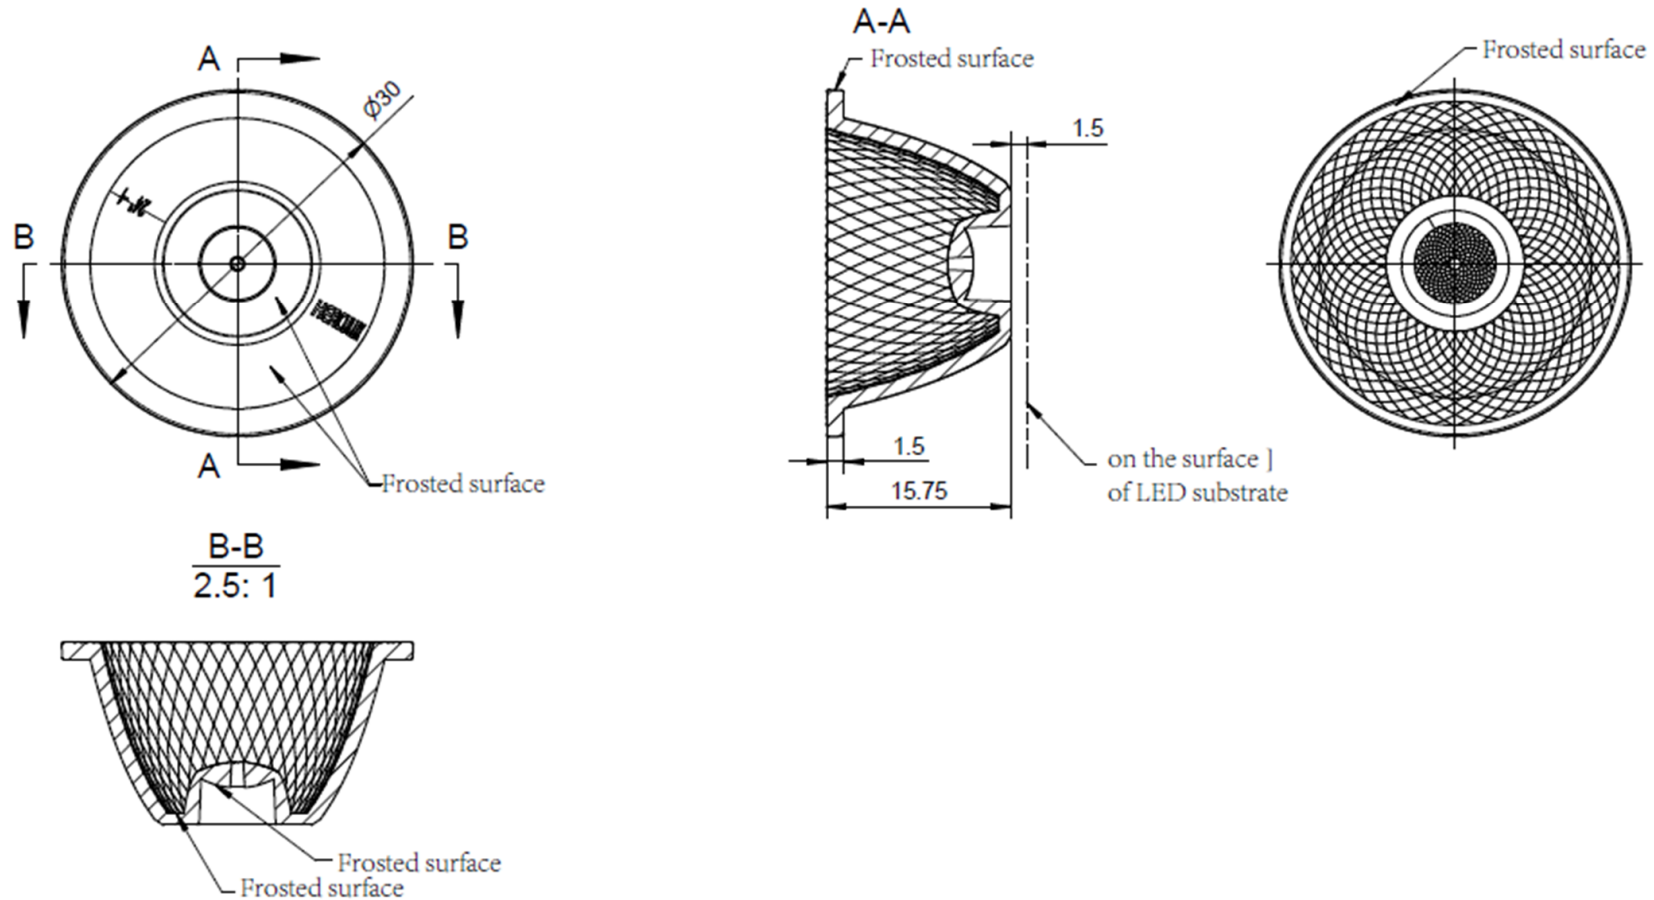 A
Ø30
B
B
A
Frosted surface
A-A
Frosted surface
1.5
1.5
15.75
on the surface ]
of LED substrate
Frosted surface
B-B
2.5: 1
Frosted surface
Frosted surface